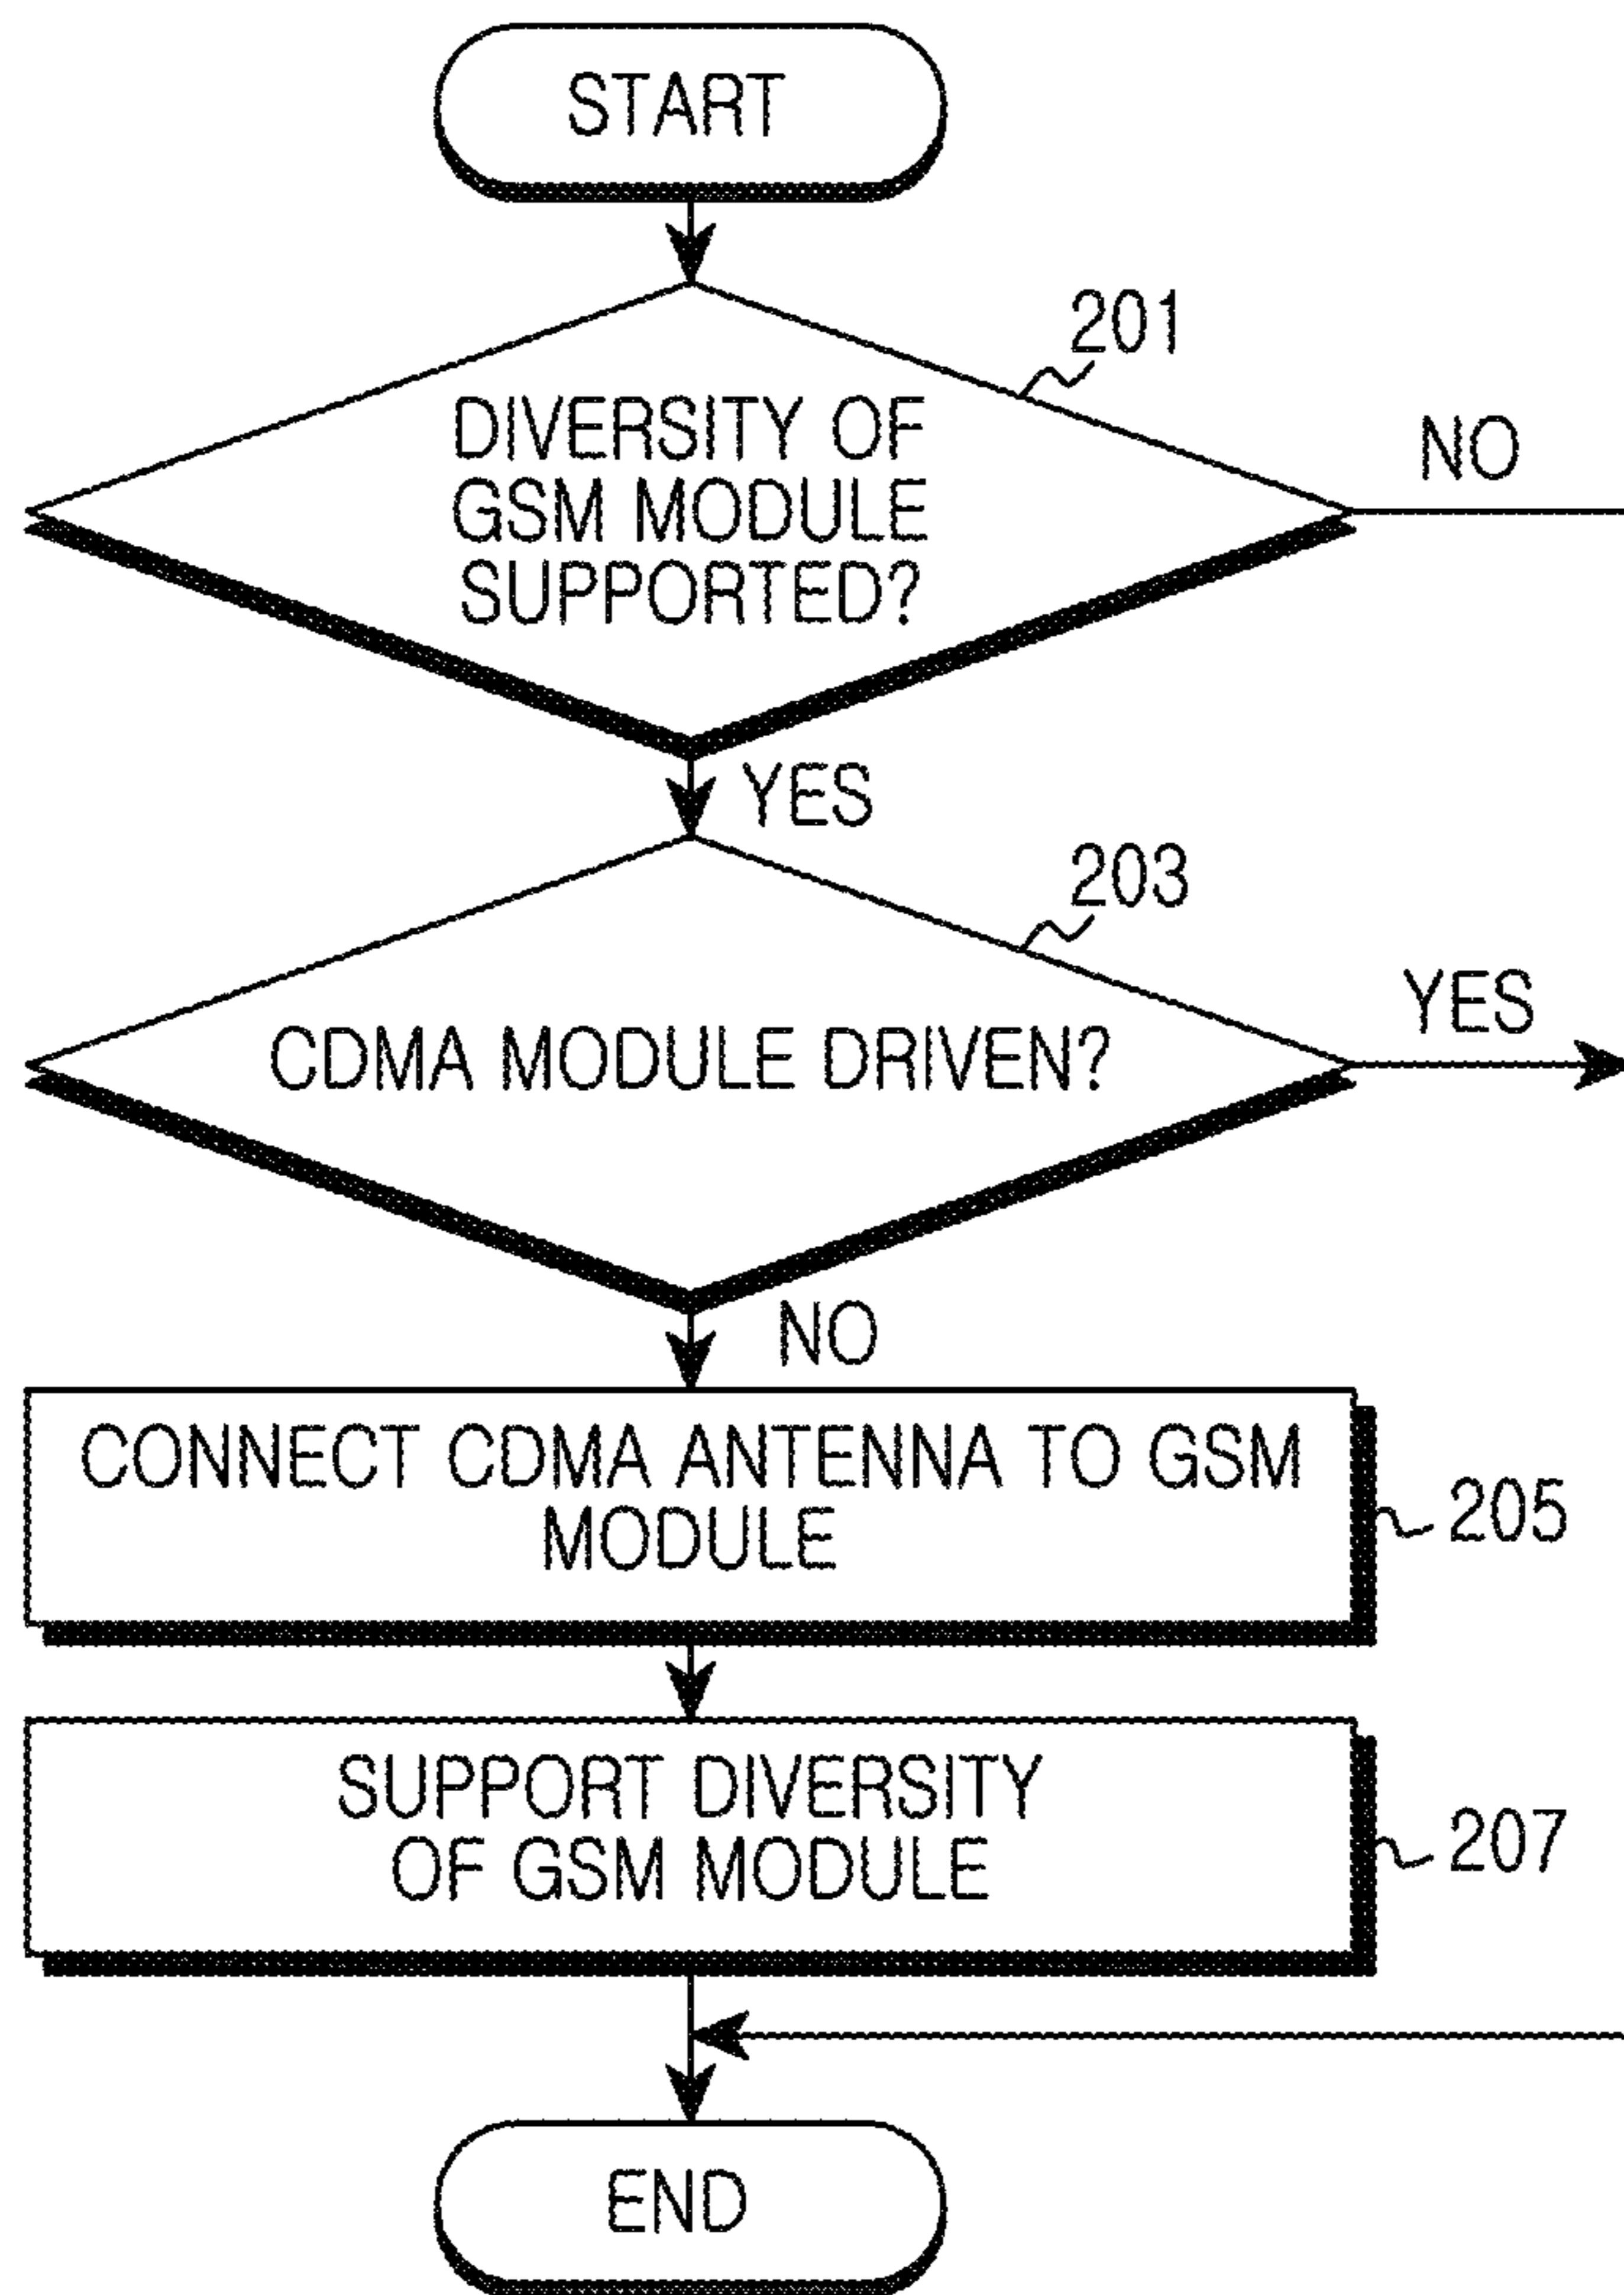 START
201
DIVERSITY OF
GSM MODULE
SUPPORTED?
NO
YES
203
CDMA MODULE DRIVEN?
YES
NO
CONNECT CDMA ANTENNA TO GSM
MODULE
205
SUPPORT DIVERSITY
OF GSM MODULE
207
END